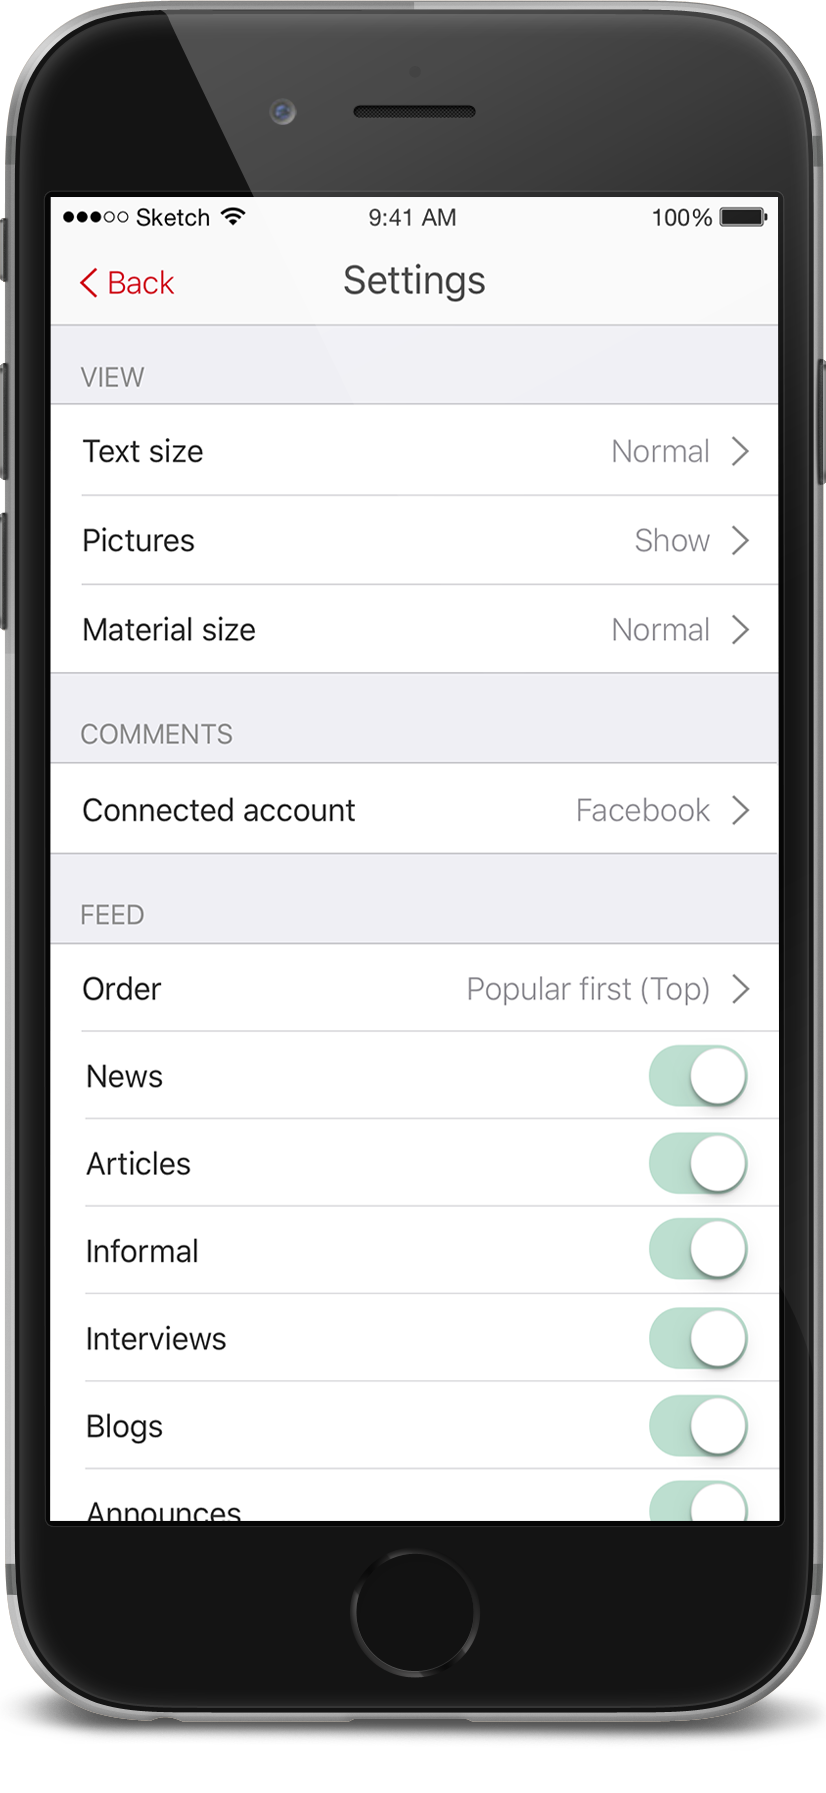 Sketch 9:41 AM 100%
Back Settings
VIEW
Text size Normal
Pictures Show
Material size Normal
COMMENTS
Connected account Facebook
FEED
Order Popular first (Top)
News
Articles
Informal
Interviews
Blogs
Announces